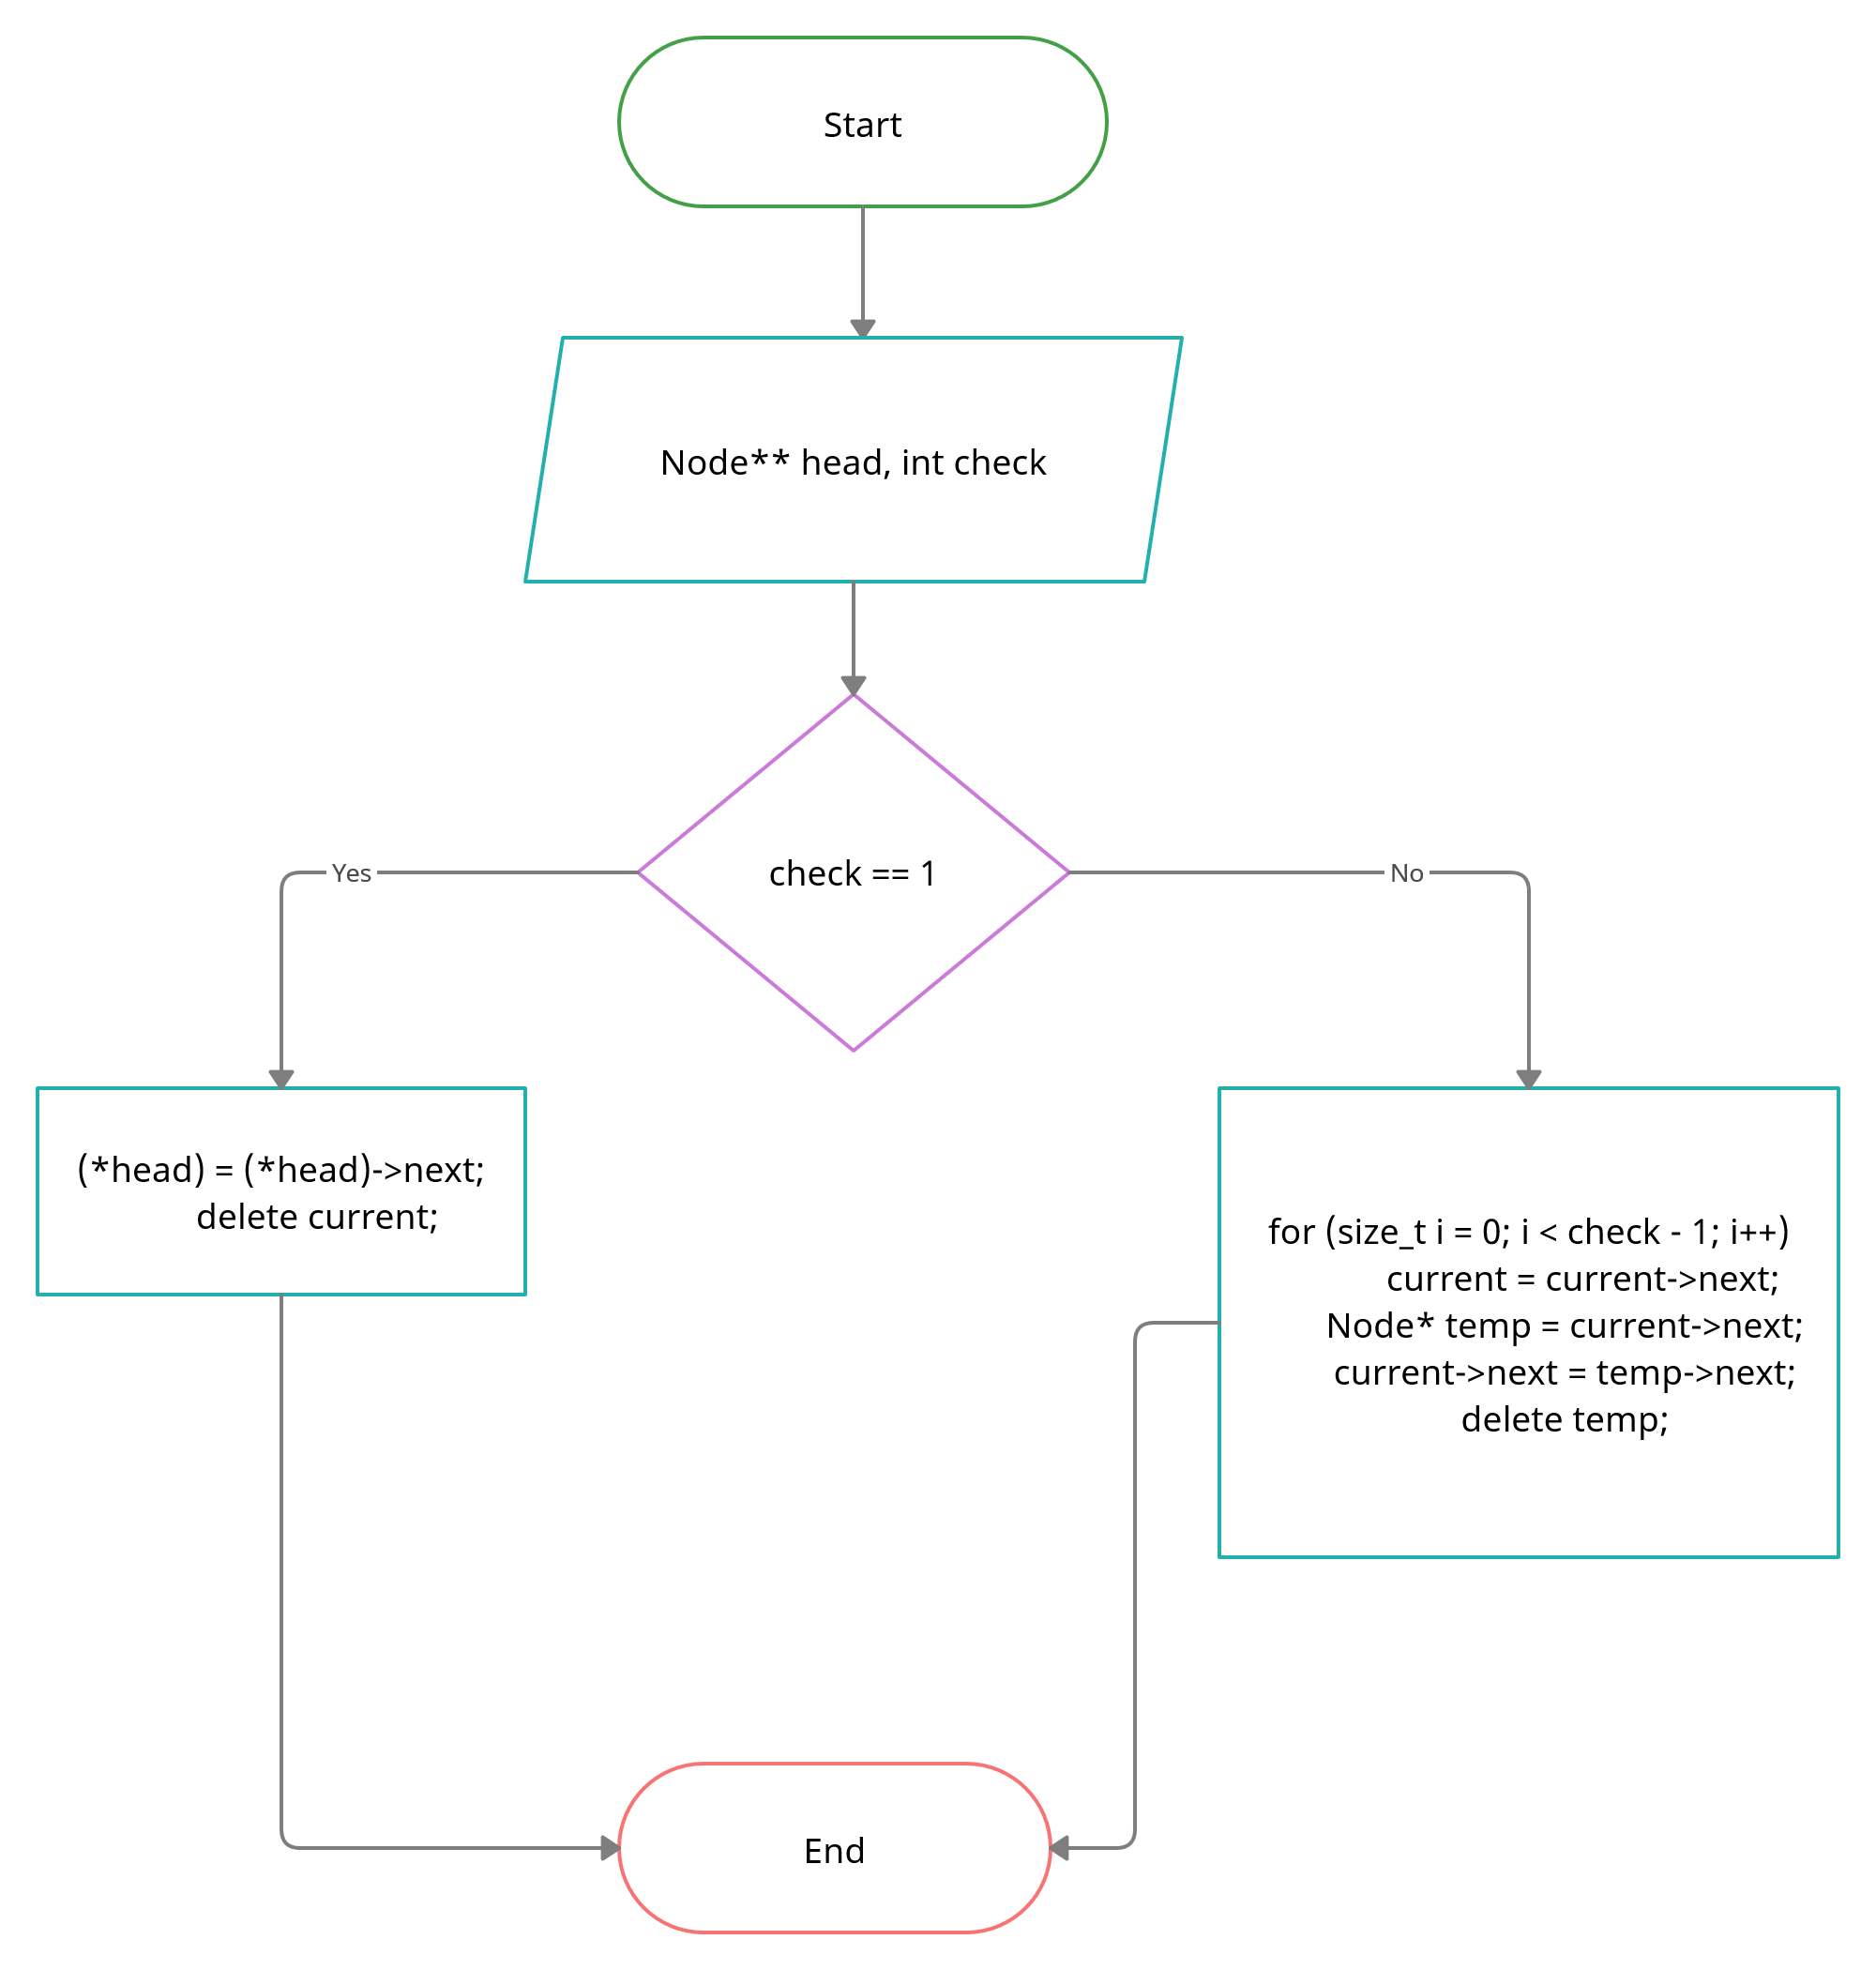 Start
Node** head, int check
check == 1
Yes
No
(*head) = (*head)->next;
delete current;
for (size_t i = 0; i < check - 1; i++)
current = current->next;
Node* temp = current->next;
current->next = temp->next;
delete temp;
End